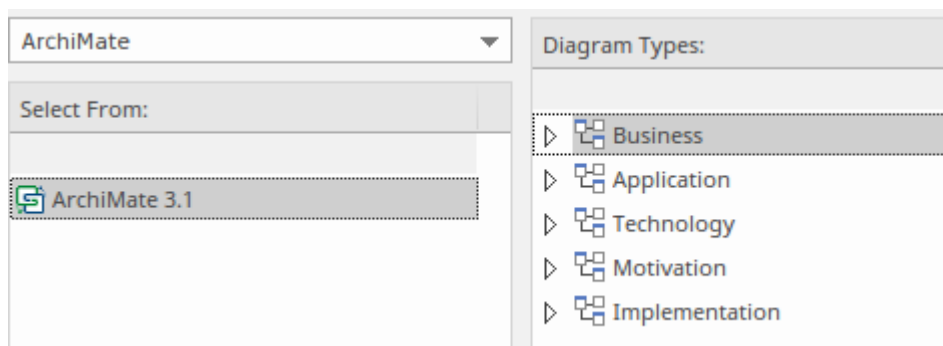 ArchiMate
Select From:
ArchiMate 3.1
Diagram Types:
Business
Application
Technology
Motivation
Implementation